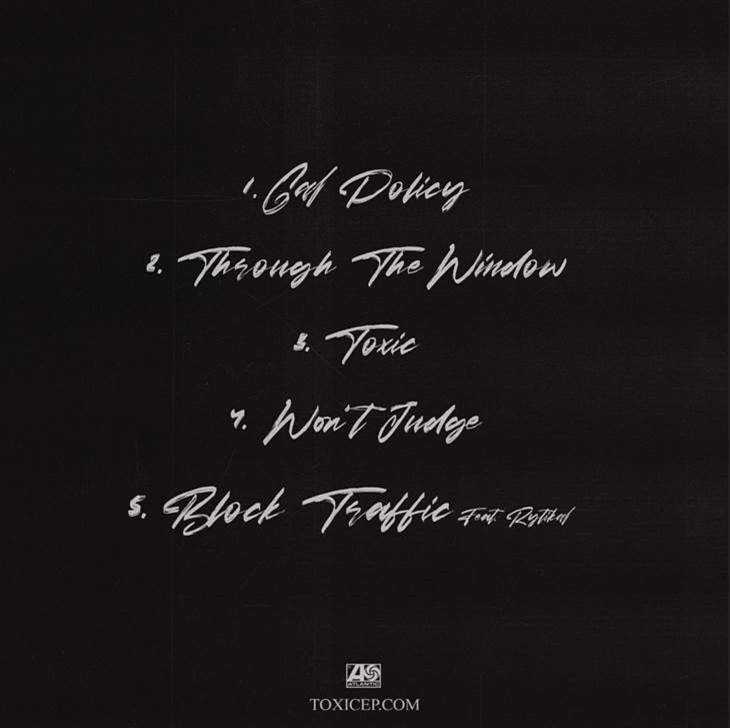 1. Gal Policy
2. Through The Window
3. Toxic
4. Won't Judge
5. Block Traffic Feat. Rytikal
ATLANTIC
TOXICEP.COM